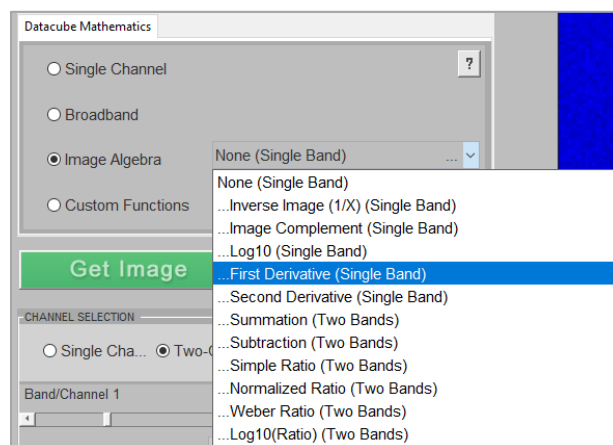 Datacube Mathematics
Single Channel
?
Broadband
Image Algebra
None (Single Band) ...
None (Single Band)
...Inverse Image (1/X) (Single Band)
...Image Complement (Single Band)
Custom Functions
...Log10 (Single Band)
...First Derivative (Single Band)
Get Image
...Second Derivative (Single Band)
...Summation (Two Bands)
CHANNEL SELECTION
...Subtraction (Two Bands)
Single Cha... Two-
...Simple Ratio (Two Bands)
...Normalized Ratio (Two Bands)
Band/Channel 1
...Weber Ratio (Two Bands)
...Log10(Ratio) (Two Bands)